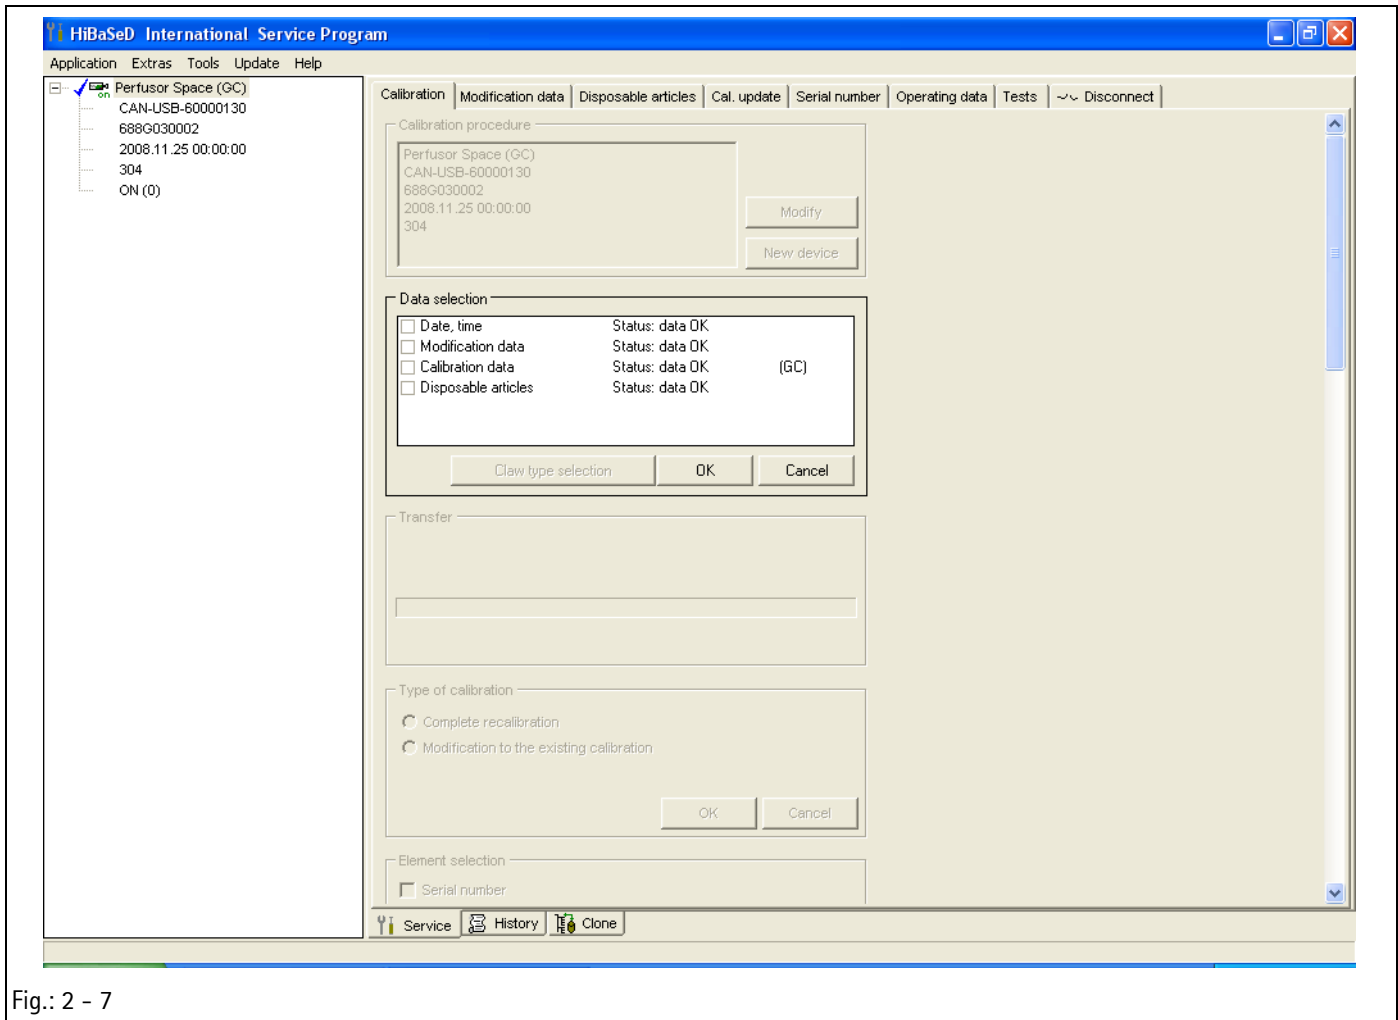 HiBaSeD International Service Program
Application Extras Tools Update Help
Perfusor Space (GC)
on
CAN-USB-60000130
688G030002
2008.11.25 00:00:00
304
ON (0)
Calibration Modification data Disposable articles Cal. update Serial number Operating data Tests Disconnect
Calibration procedure
Perfusor Space (GC)
CAN-USB-60000130
688G030002
2008.11.25 00:00:00
304
Modify
New device
Data selection
Date, time Status: data OK
Modification data Status: data OK
Calibration data Status: data OK (GC)
Disposable articles Status: data OK
Claw type selection OK Cancel
Transfer
Type of calibration
Complete recalibration
Modification to the existing calibration
OK Cancel
Element selection
Serial number
Service History Clone
Fig.: 2 - 7